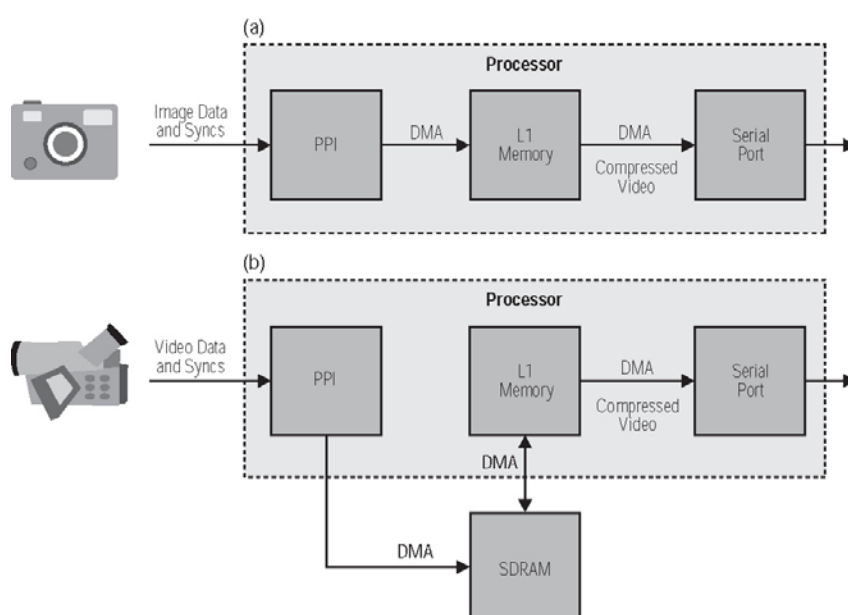 (a)
Processor
Image Data
and Syncs
PPI
DMA
L1
Memory
DMA
Compressed
Video
Serial
Port
(b)
Processor
Video Data
and Syncs
PPI
L1
Memory
DMA
Compressed
Video
Serial
Port
DMA
DMA
SDRAM